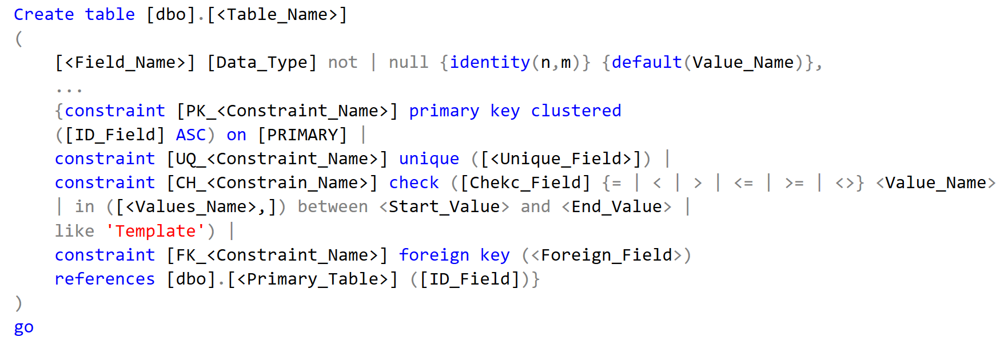 Create table [dbo].[<Table_Name>]
(
[<Field_Name>] [Data_Type] not | null {identity(n,m)} {default(Value_Name)},
...
{constraint [PK_<Constraint_Name>] primary key clustered
([ID_Field] ASC) on [PRIMARY] |
constraint [UQ_<Constraint_Name>] unique ([<Unique_Field>]) |
constraint [CH_<Constrain_Name>] check ([Chekc_Field] {= | < | > | <= | >= | <>} <Value_Name>
| in ([<Values_Name>,]) between <Start_Value> and <End_Value> |
like 'Template') |
constraint [FK_<Constraint_Name>] foreign key (<Foreign_Field>)
references [dbo].[<Primary_Table>] ([ID_Field])}
)
go